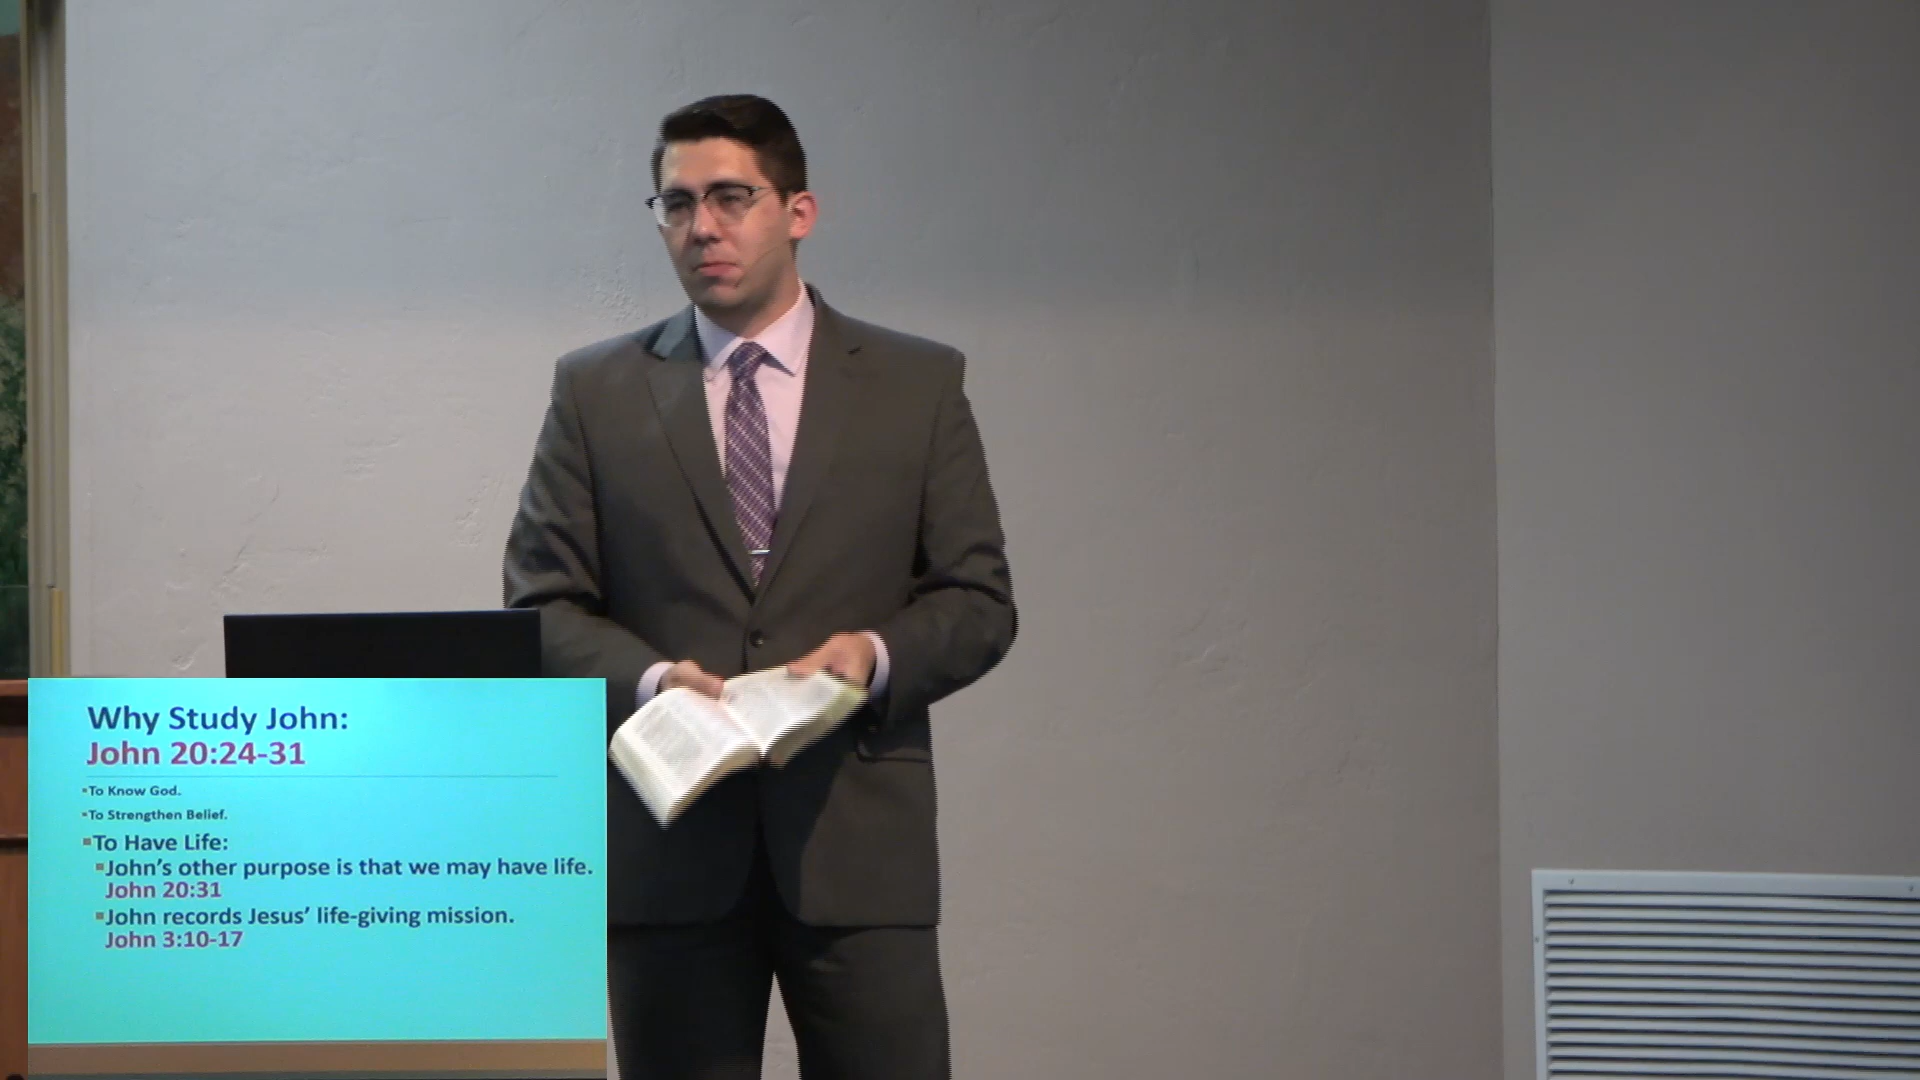 Why Study John:
John 20:24-31
▪To Know God.
▪To Strengthen Belief.
▪To Have Life:
▪John's other purpose is that we may have life.
John 20:31
▪John records Jesus' life-giving mission.
John 3:10-17